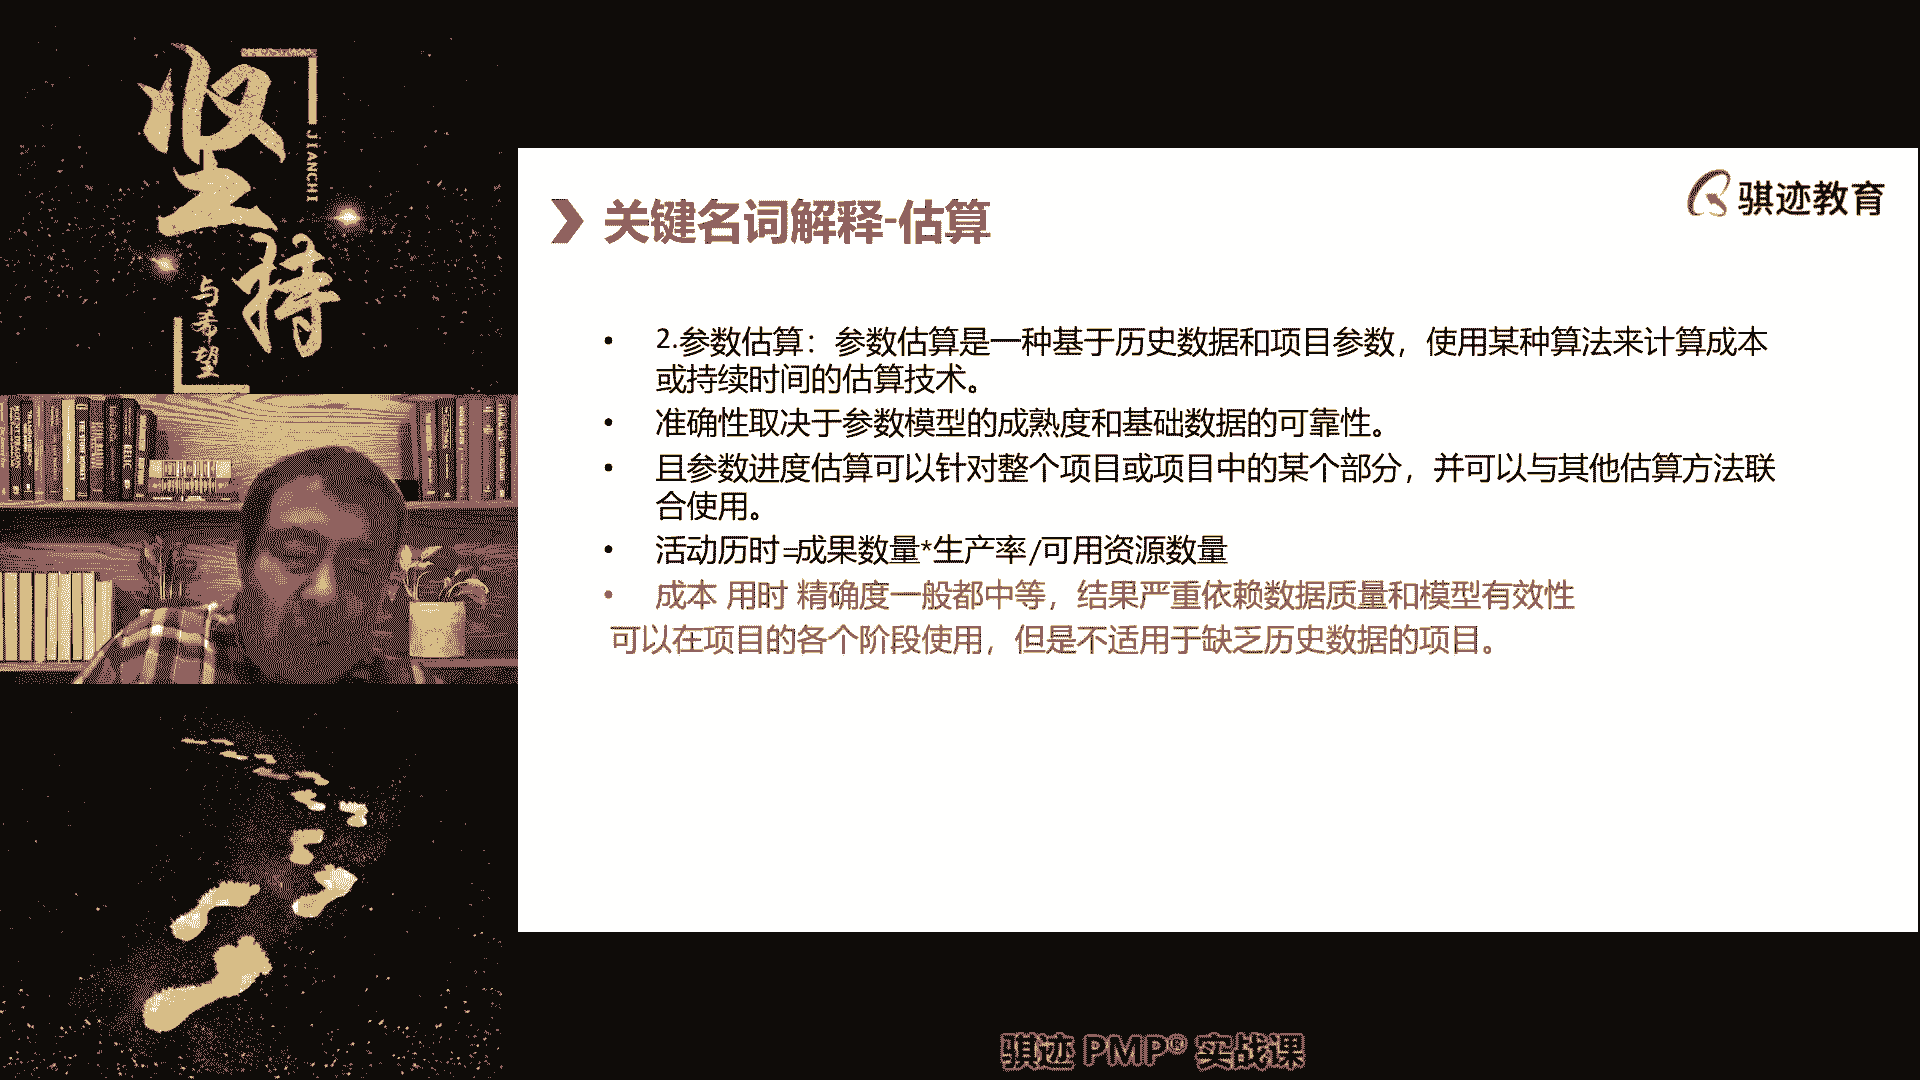 坚持
JIANCHI
与希望
骐迹教育
关键名词解释-估算
• 2.参数估算：参数估算是一种基于历史数据和项目参数，使用某种算法来计算成本
或持续时间的估算技术。
• 准确性取决于参数模型的成熟度和基础数据的可靠性。
• 且参数进度估算可以针对整个项目或项目中的某个部分，并可以与其他估算方法联
合使用。
• 活动历时=成果数量*生产率/可用资源数量
• 成本 用时 精确度一般都中等，结果严重依赖数据质量和模型有效性
可以在项目的各个阶段使用，但是不适用于缺乏历史数据的项目。
骐迹 PMP® 实战课